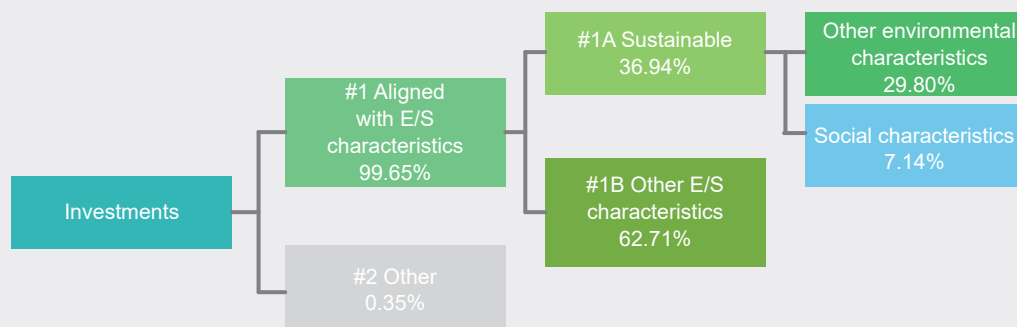 Investments
#1 Aligned
with E/S
characteristics
99.65%
#2 Other
0.35%
#1A Sustainable
36.94%
#1B Other E/S
characteristics
62.71%
Other environmental
characteristics
29.80%
Social characteristics
7.14%